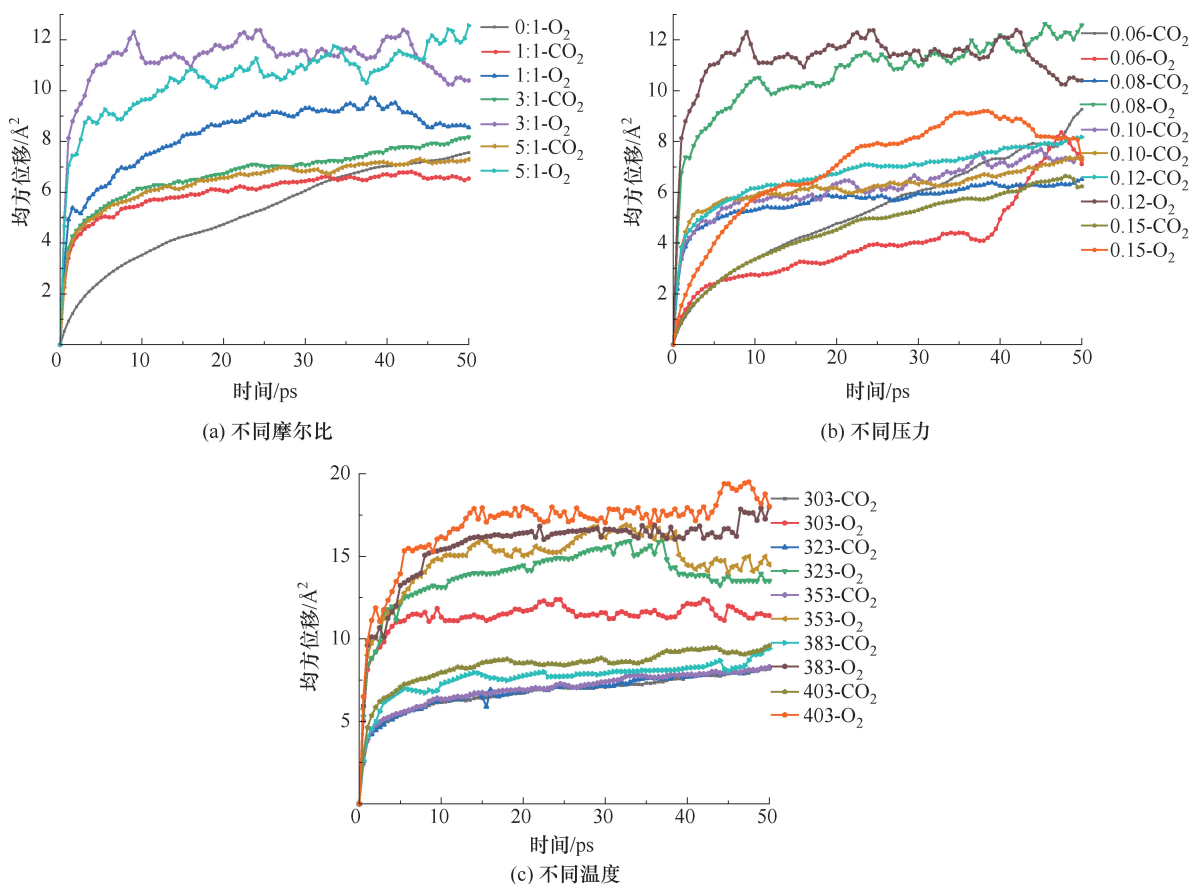 12
10
8
6
4
2
0
10
20
30
40
50
均方位移/Å²
时间/ps
0:1-O₂
1:1-CO₂
1:1-O₂
3:1-CO₂
3:1-O₂
5:1-CO₂
5:1-O₂
(a) 不同摩尔比
12
10
8
6
4
2
0
10
20
30
40
50
均方位移/Å²
时间/ps
0.06-CO₂
0.06-O₂
0.08-CO₂
0.08-O₂
0.10-CO₂
0.10-CO₂
0.12-CO₂
0.12-O₂
0.15-CO₂
0.15-O₂
(b) 不同压力
20
15
10
5
0
10
20
30
40
50
均方位移/Å²
时间/ps
303-CO₂
303-O₂
323-CO₂
323-O₂
353-CO₂
353-O₂
383-CO₂
383-O₂
403-CO₂
403-O₂
(c) 不同温度